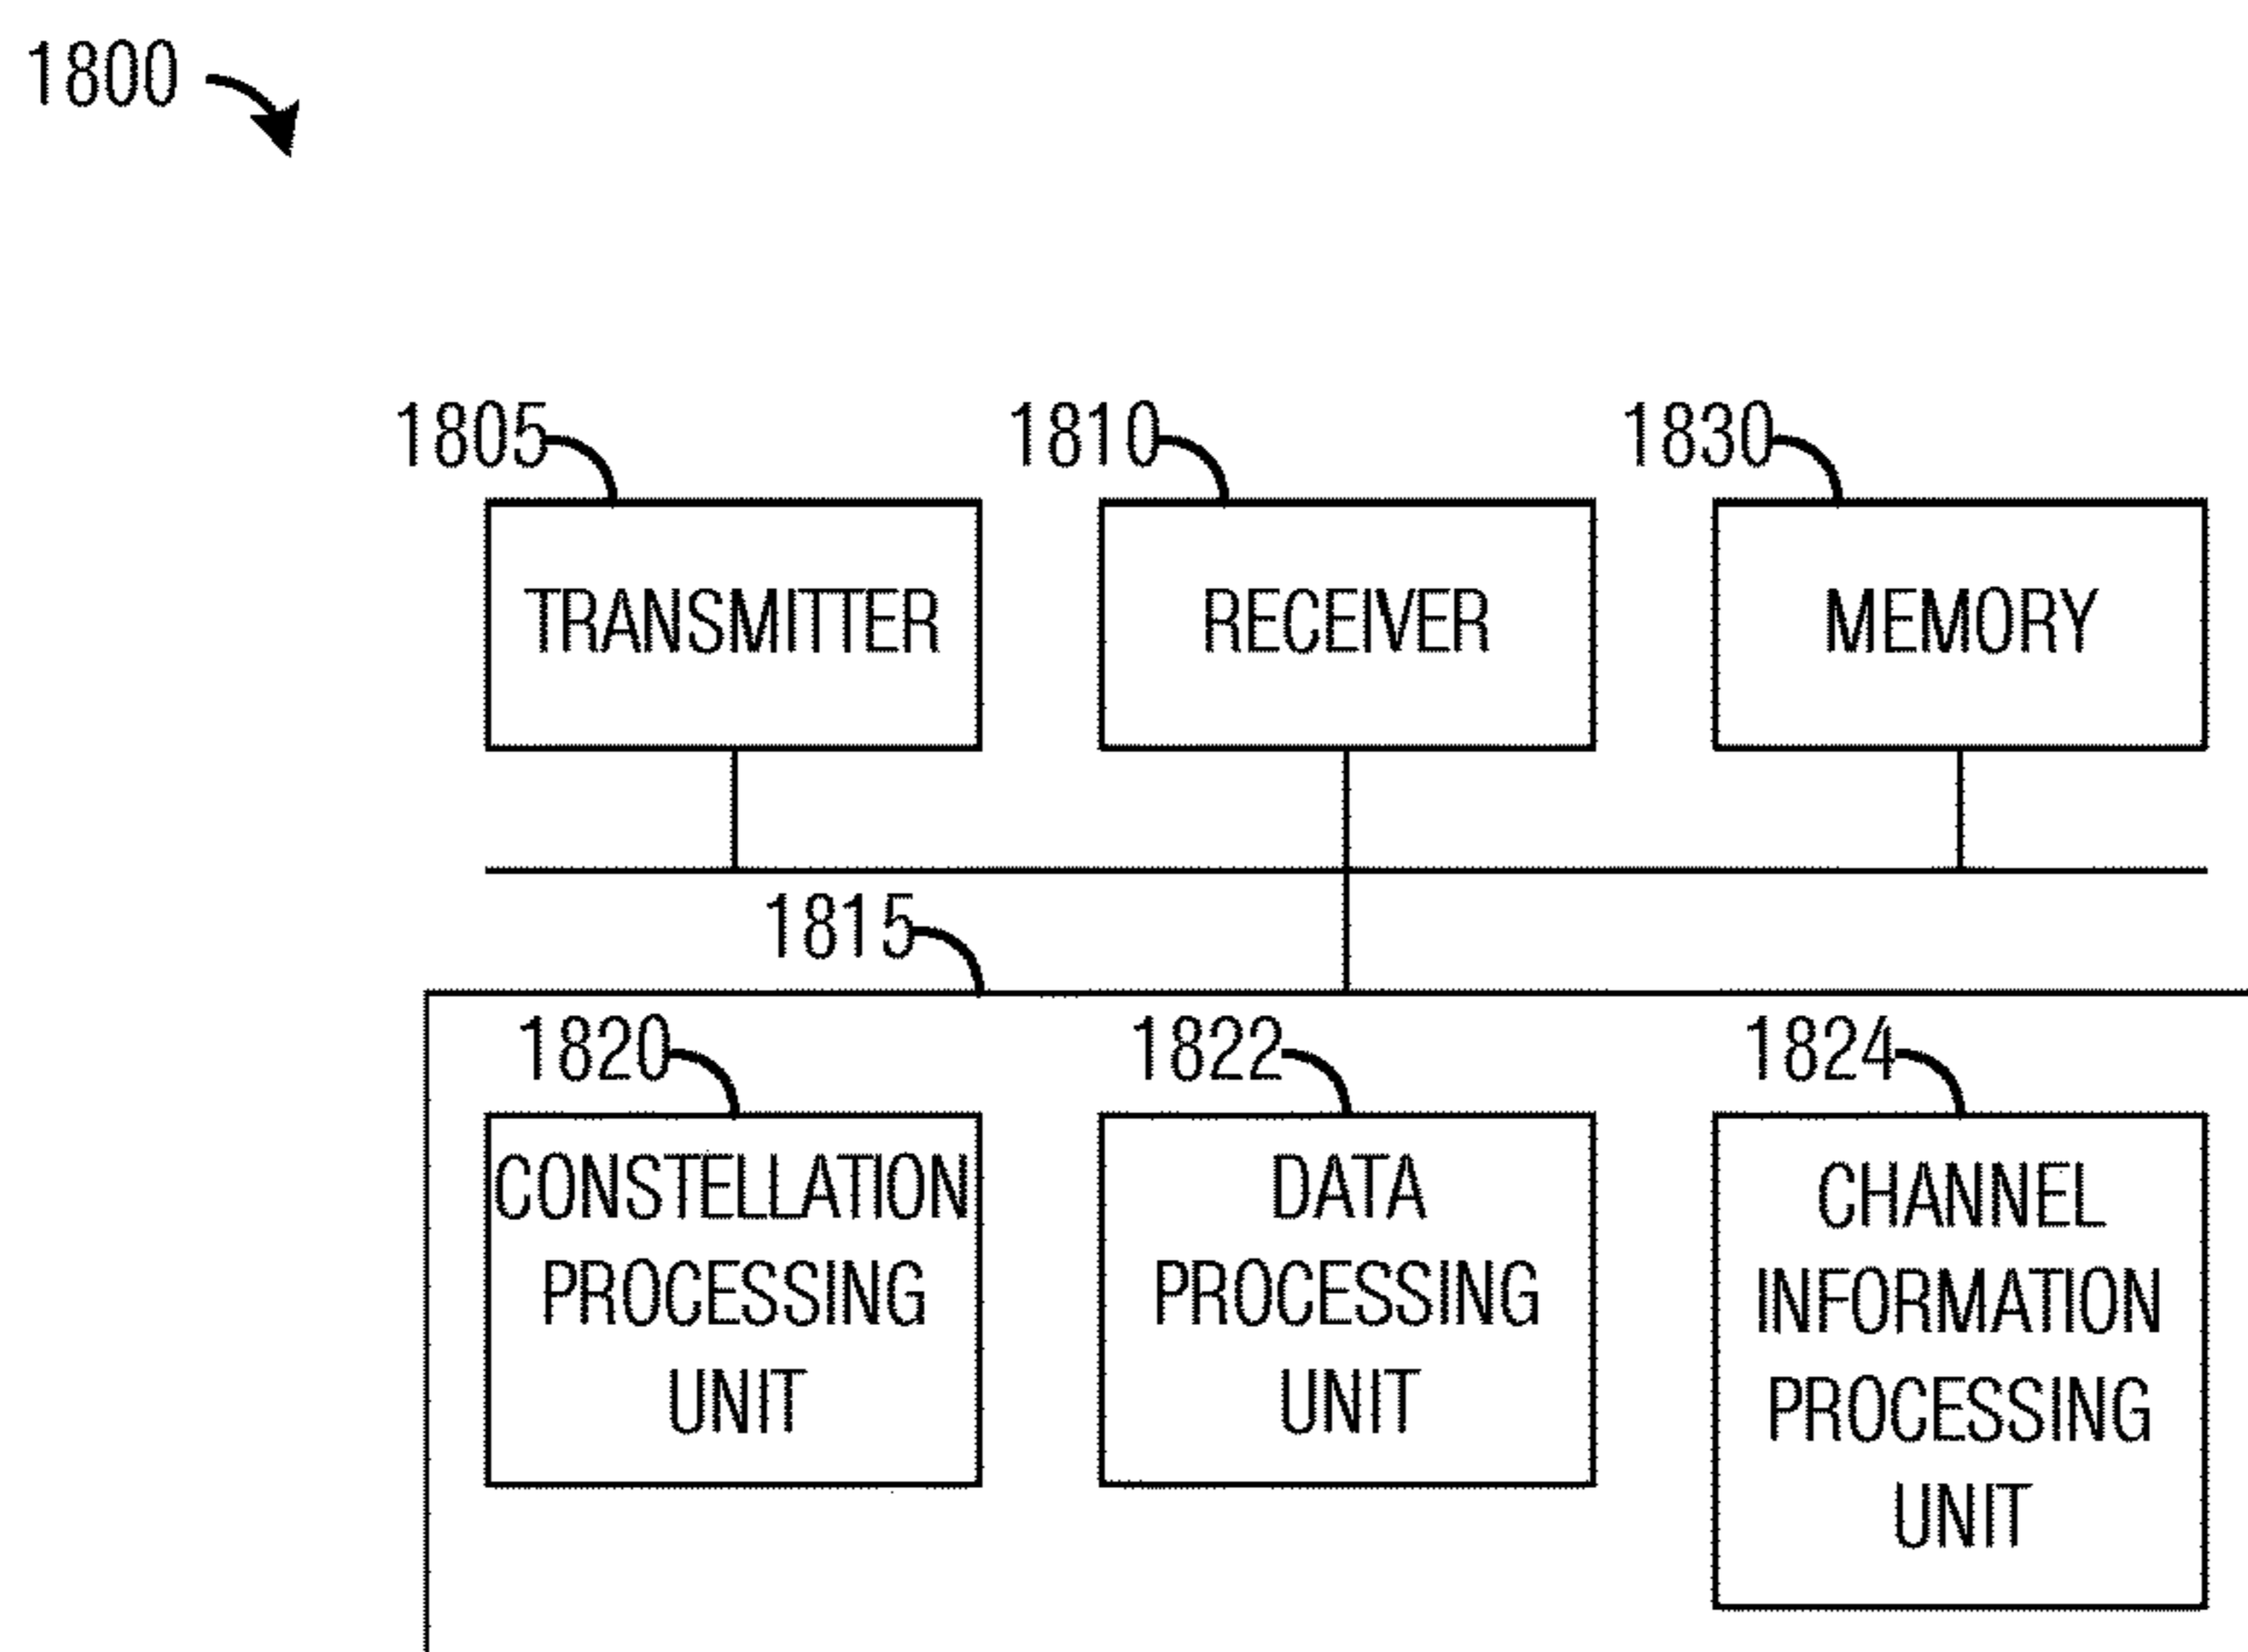 1800
1805
1810
1830
TRANSMITTER
RECEIVER
MEMORY
1815
1820
1822
1824
CONSTELLATION
PROCESSING
UNIT
DATA
PROCESSING
UNIT
CHANNEL
INFORMATION
PROCESSING
UNIT